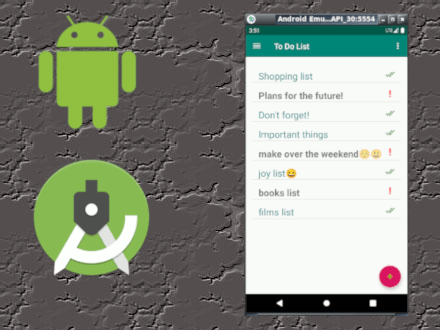 Android Emu...API_30:5554
3:51
LTE
To Do List
Shopping list
Plans for the future!
Don't forget!
Important things
make over the weekend🙄🙂
joy list😄
books list
films list